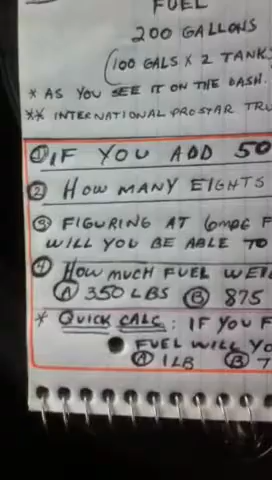 FUEL
200 GALLONS
(100 GALS X 2 TANK
* AS YOU SEE IT ON THE DASH.
** INTERNATIONAL PROSTAR TRU
① IF YOU ADD 50
② HOW MANY EIGHTS
③ FIGURING AT 6MPG F
WILL YOU BE ABLE TO
④ HOW MUCH FUEL WEI
Ⓐ 350 LBS Ⓑ 875
* QUICK CALC: IF YOU F
FUEL WILL YO
Ⓐ 1LB Ⓑ 7